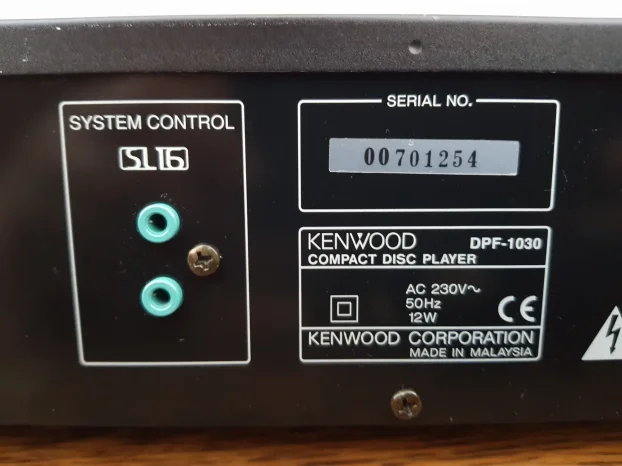 SYSTEM CONTROL
SL16
SERIAL NO.
00701254
KENWOOD DPF-1030
COMPACT DISC PLAYER
AC 230V~
50Hz
12W
CE
KENWOOD CORPORATION
MADE IN MALAYSIA